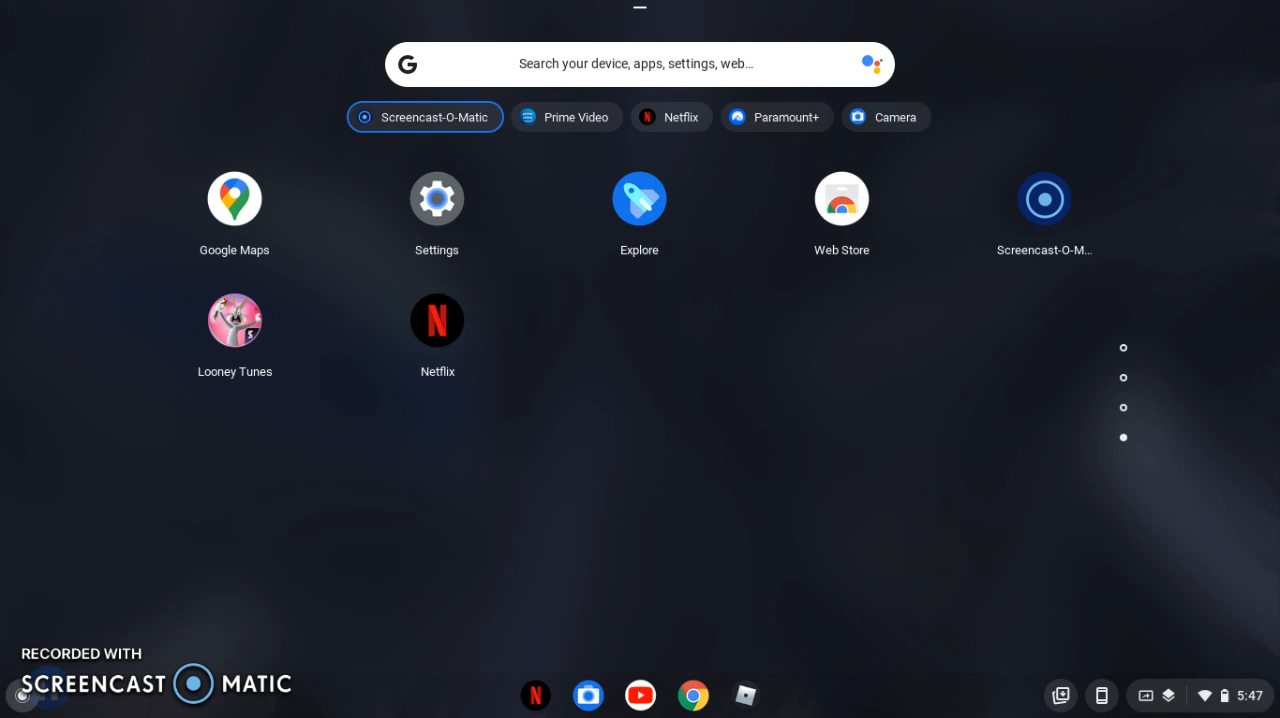 Search your device, apps, settings, web...
Screencast-O-Matic
Prime Video
Netflix
Paramount+
Camera
Google Maps
Settings
Explore
Web Store
Screencast-O-M...
Looney Tunes
Netflix
RECORDED WITH
SCREENCAST MATIC
5:47